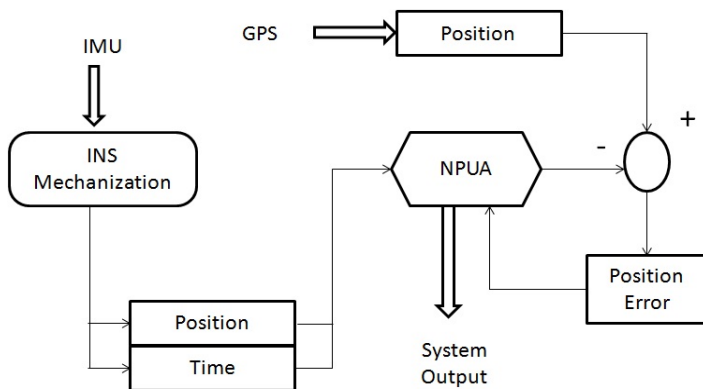 GPS
Position
IMU
+
INS
Mechanization
NPUA
-
Position
Error
Position
Time
System
Output